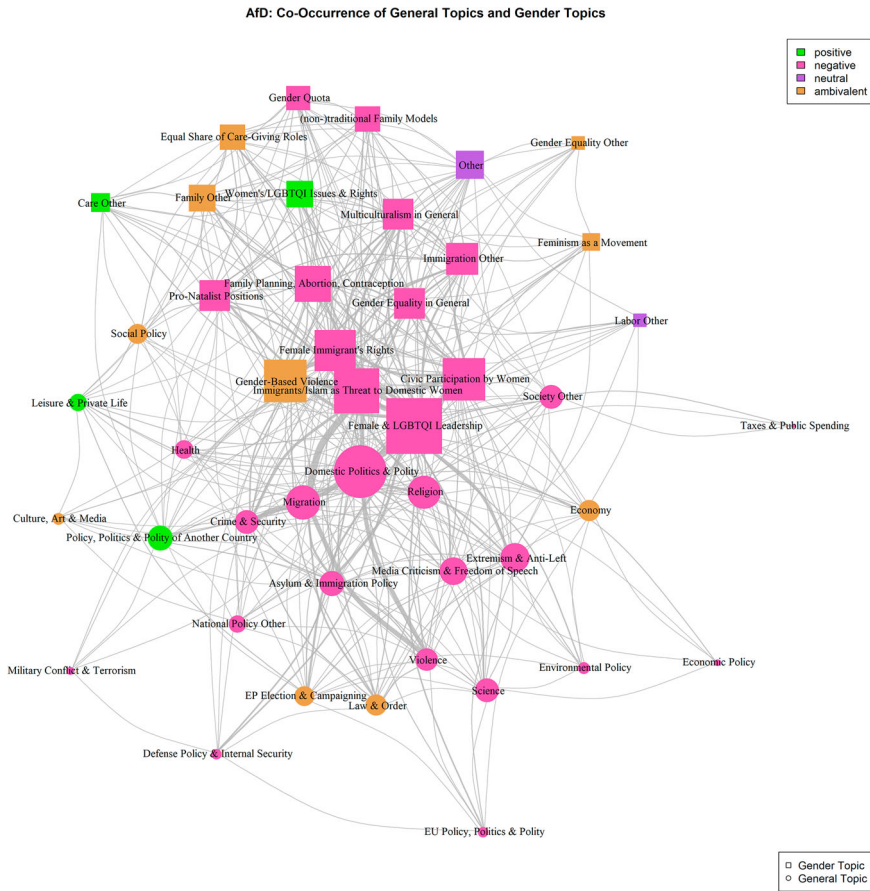 AfD: Co-Occurrence of General Topics and Gender Topics
positive
negative
neutral
ambivalent
Gender Quota
(non-)traditional Family Models
Equal Share of Care-Giving Roles
Gender Equality Other
Other
Care Other
Family Other
Women's/LGBTQI Issues & Rights
Multiculturalism in General
Feminism as a Movement
Immigration Other
Family Planning, Abortion, Contraception
Pro-Natalist Positions
Gender Equality in General
Labor Other
Social Policy
Female Immigrant's Rights
Gender-Based Violence
Civic Participation by Women
Immigrants/Islam as Threat to Domestic Women
Society Other
Leisure & Private Life
Female & LGBTQI Leadership
Taxes & Public Spending
Health
Domestic Politics & Polity
Religion
Migration
Economy
Culture, Art & Media
Crime & Security
Policy, Politics & Polity of Another Country
Extremism & Anti-Left
Media Criticism & Freedom of Speech
Asylum & Immigration Policy
National Policy Other
Violence
Economic Policy
Environmental Policy
Military Conflict & Terrorism
Science
EP Election & Campaigning
Law & Order
Defense Policy & Internal Security
EU Policy, Politics & Polity
Gender Topic
General Topic